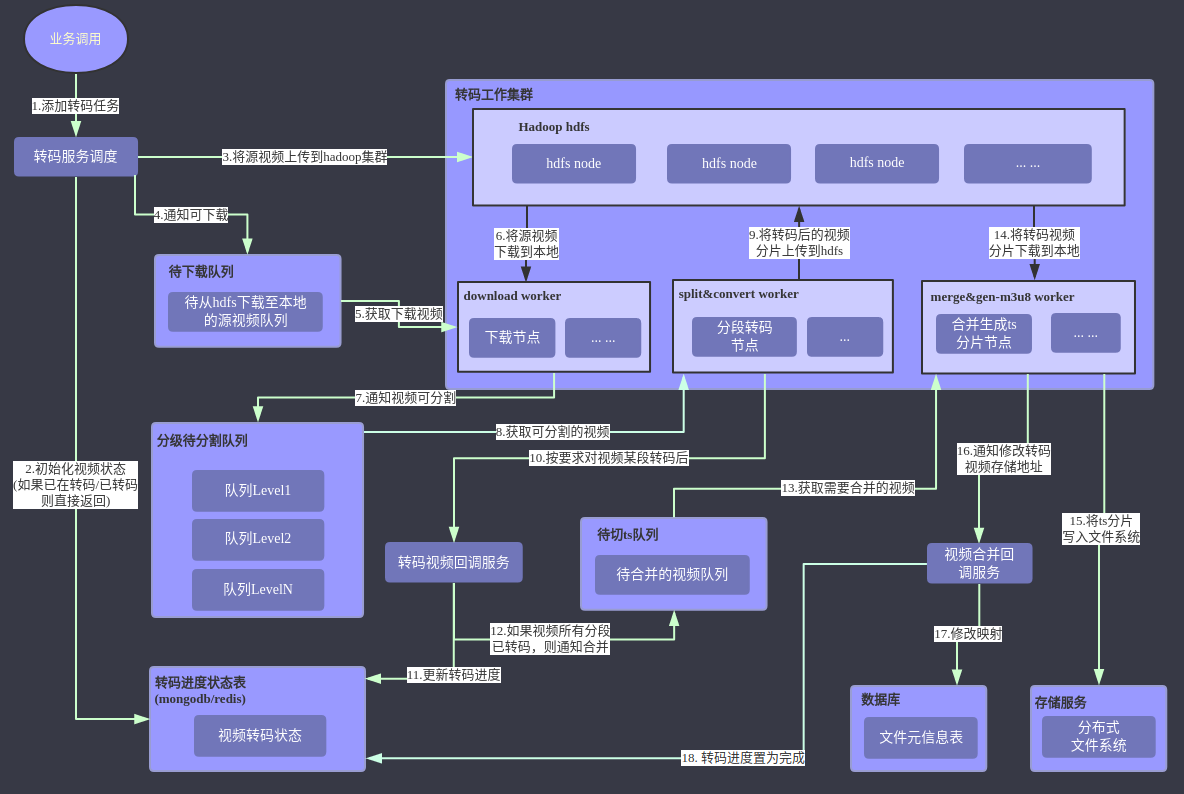 业务调用
1.添加转码任务
转码服务调度
3.将源视频上传到hadoop集群
4.通知可下载
转码工作集群
Hadoop hdfs
hdfs node
hdfs node
hdfs node
... ...
6.将源视频
下载到本地
9.将转码后的视频
分片上传到hdfs
14.将转码视频
分片下载到本地
待下载队列
待从hdfs下载至本地
的源视频队列
5.获取下载视频
download worker
下载节点
... ...
split&convert worker
分段转码
节点
...
merge&gen-m3u8 worker
合并生成ts
分片节点
... ...
7.通知视频可分割
8.获取可分割的视频
分级待分割队列
队列Level1
队列Level2
队列LevelN
2.初始化视频状态
(如果已在转码/已转码
则直接返回)
10.按要求对视频某段转码后
13.获取需要合并的视频
16.通知修改转码
视频存储地址
15.将ts分片
写入文件系统
转码视频回调服务
待切ts队列
待合并的视频队列
视频合并回
调服务
12.如果视频所有分段
已转码，则通知合并
11.更新转码进度
17.修改映射
转码进度状态表
(mongodb/redis)
视频转码状态
18. 转码进度置为完成
数据库
文件元信息表
存储服务
分布式
文件系统